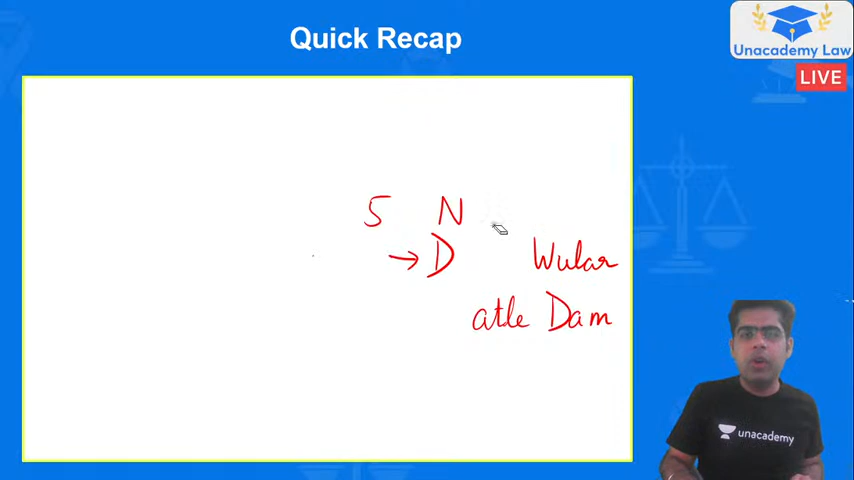 Quick Recap
Unacademy Law
LIVE
5 N
→ D Wular
atle Dam
unacademy